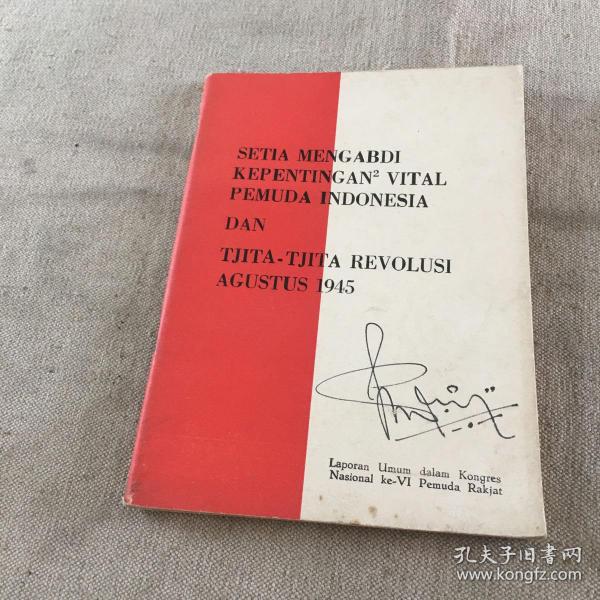 SETIA MENGABDI
KEPENTINGAN² VITAL
PEMUDA INDONESIA
DAN
TJITA-TJITA REVOLUSI
AGUSTUS 1945
Laporan Umum dalam Kongres
Nasional ke-VI Pemuda Rakjat
孔夫子旧书网
www.kongfz.com